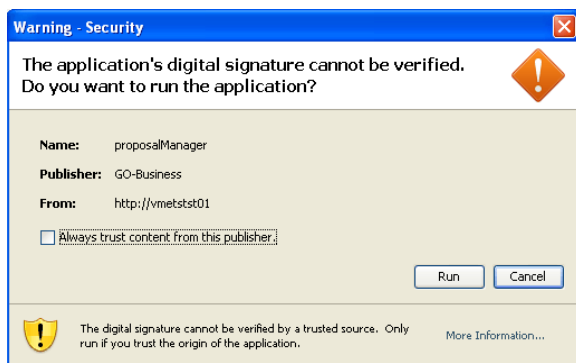 Warning - Security
The application's digital signature cannot be verified.
Do you want to run the application?
Name: proposalManager
Publisher: GO-Business
From: http://vmetstst01
Always trust content from this publisher.
Run Cancel
The digital signature cannot be verified by a trusted source. Only
run if you trust the origin of the application.
More Information...